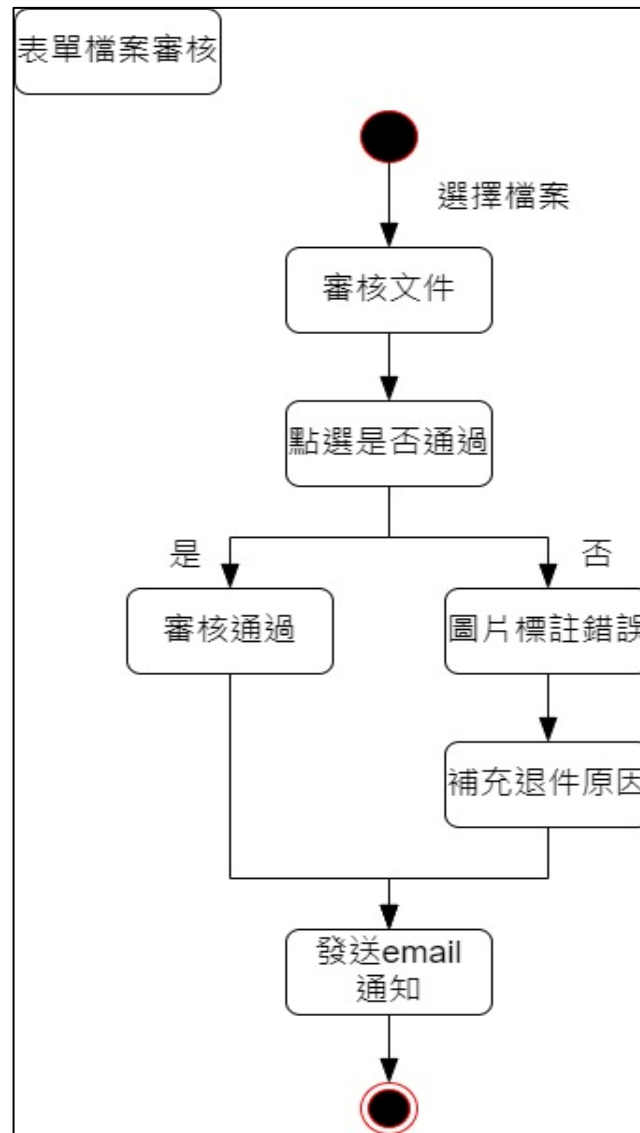 表單檔案審核
選擇檔案
審核文件
點選是否通過
是
否
審核通過
圖片標註錯誤
補充退件原因
發送email
通知